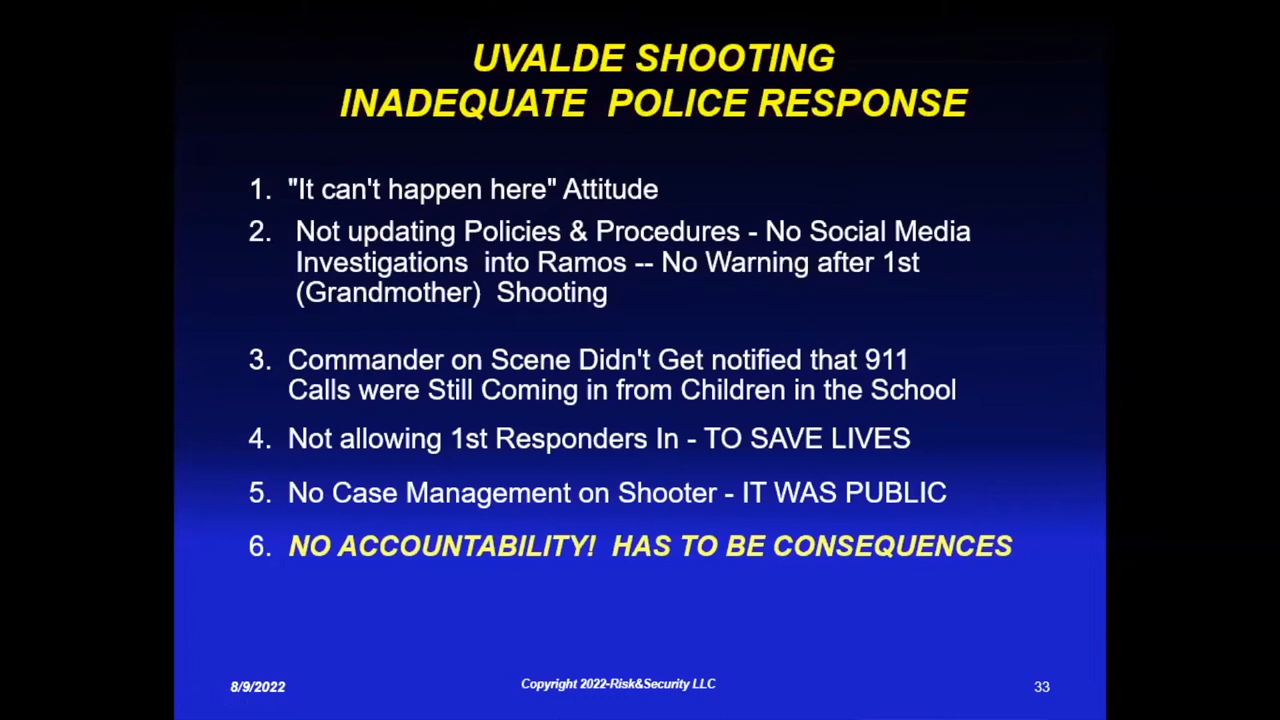 UVALDE SHOOTING
INADEQUATE POLICE RESPONSE
1. "It can't happen here" Attitude
2. Not updating Policies & Procedures - No Social Media
Investigations into Ramos -- No Warning after 1st
(Grandmother) Shooting
3. Commander on Scene Didn't Get notified that 911
Calls were Still Coming in from Children in the School
4. Not allowing 1st Responders In - TO SAVE LIVES
5. No Case Management on Shooter - IT WAS PUBLIC
6. NO ACCOUNTABILITY! HAS TO BE CONSEQUENCES
8/9/2022
Copyright 2022-Risk&Security LLC
33